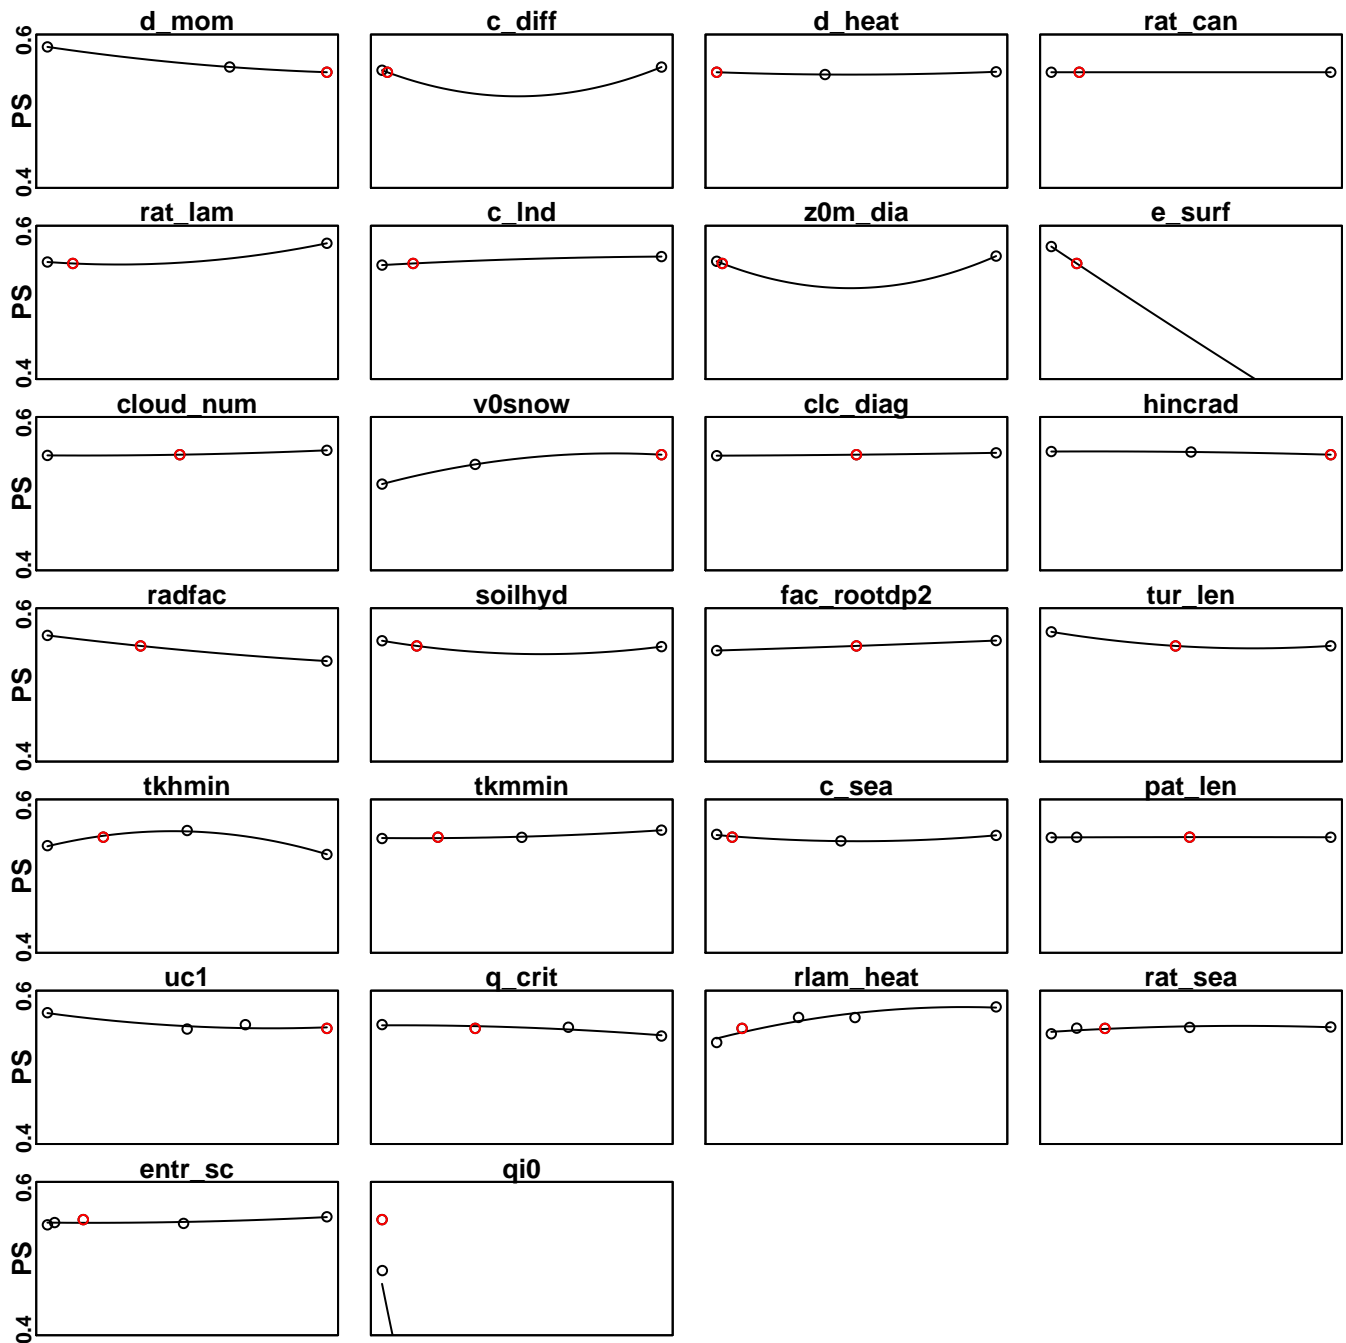 d_mom c_diff d_heat rat_can
0.6
PS
0.4
rat_lam c_lnd z0m_dia e_surf
0.6
PS
0.4
cloud_num v0snow clc_diag hincrad
0.6
PS
0.4
radfac soilhyd fac_rootdp2 tur_len
0.6
PS
0.4
tkhmin tkmmin c_sea pat_len
0.6
PS
0.4
uc1 q_crit rlam_heat rat_sea
0.6
PS
0.4
entr_sc qi0
0.6
PS
0.4